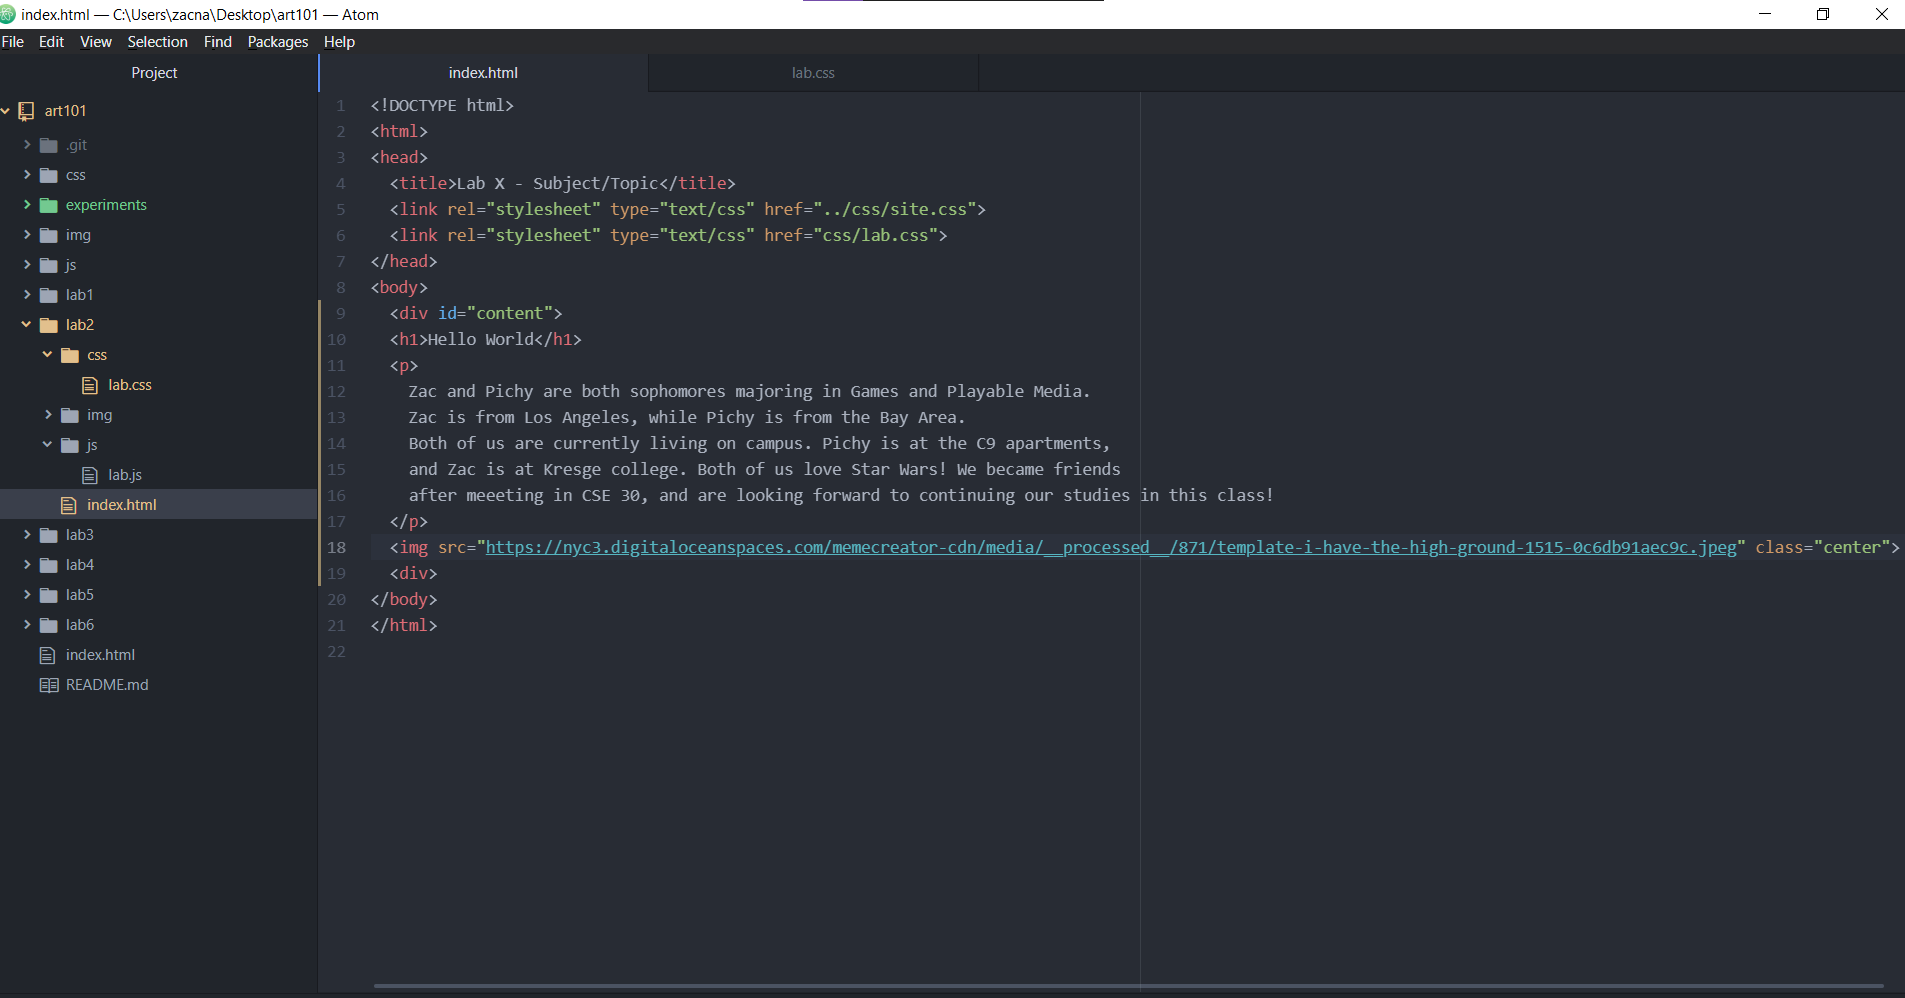 index.html — C:\Users\zacna\Desktop\art101 — Atom
File Edit View Selection Find Packages Help
Project
art101
.git
css
experiments
img
js
lab1
lab2
css
lab.css
img
js
lab.js
index.html
lab3
lab4
lab5
lab6
index.html
README.md
index.html
lab.css
1 <!DOCTYPE html>
2 <html>
3 <head>
4 <title>Lab X - Subject/Topic</title>
5 <link rel="stylesheet" type="text/css" href="../css/site.css">
6 <link rel="stylesheet" type="text/css" href="css/lab.css">
7 </head>
8 <body>
9 <div id="content">
10 <h1>Hello World</h1>
11 <p>
12 Zac and Pichy are both sophomores majoring in Games and Playable Media.
13 Zac is from Los Angeles, while Pichy is from the Bay Area.
14 Both of us are currently living on campus. Pichy is at the C9 apartments,
15 and Zac is at Kresge college. Both of us love Star Wars! We became friends
16 after meeeting in CSE 30, and are looking forward to continuing our studies in this class!
17 </p>
18 <img src="https://nyc3.digitaloceanspaces.com/memecreator-cdn/media/__processed__/871/template-i-have-the-high-ground-1515-0c6db91aec9c.jpeg" class="center">
19 <div>
20 </body>
21 </html>
22